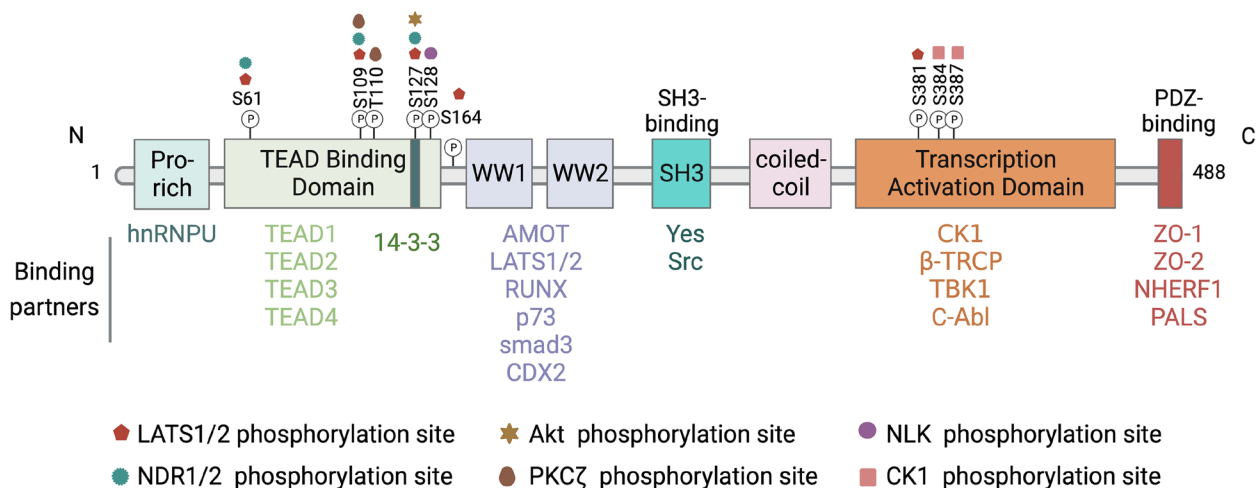 S61
S109
T110
S127
S128
S164
S381
S384
S387
P
P
P
P
P
P
P
P
P
N
1
Pro-
rich
TEAD Binding
Domain
WW1
WW2
SH3-
binding
SH3
coiled-
coil
Transcription
Activation Domain
PDZ-
binding
C
488
Binding
partners
hnRNPU
TEAD1
TEAD2
TEAD3
TEAD4
14-3-3
AMOT
LATS1/2
RUNX
p73
smad3
CDX2
Yes
Src
CK1
β-TRCP
TBK1
C-Abl
ZO-1
ZO-2
NHERF1
PALS
LATS1/2 phosphorylation site
NDR1/2 phosphorylation site
Akt phosphorylation site
PKCζ phosphorylation site
NLK phosphorylation site
CK1 phosphorylation site